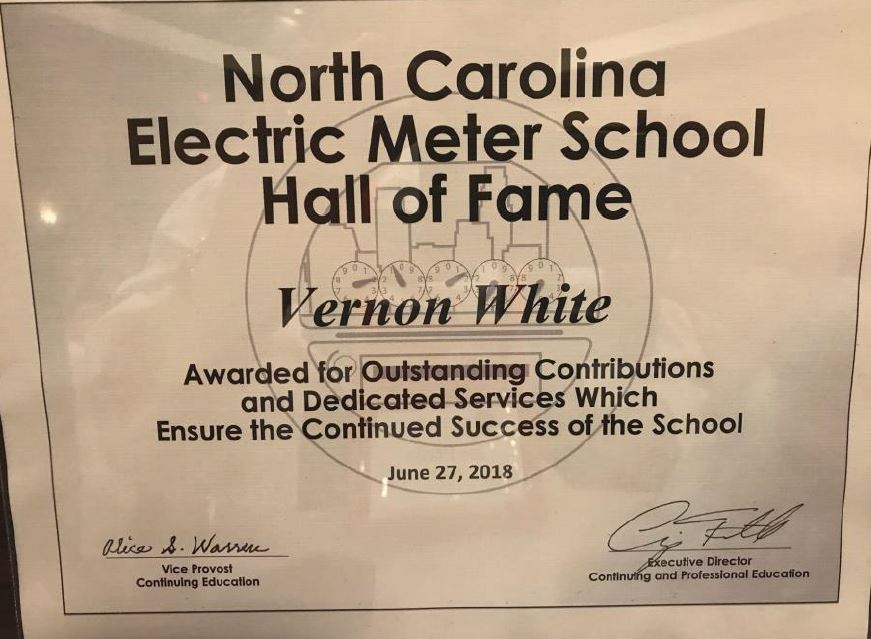 North Carolina
Electric Meter School
Hall of Fame
Vernon White
Awarded for Outstanding Contributions
and Dedicated Services Which
Ensure the Continued Success of the School
June 27, 2018
Alice S. Warren
Vice Provost
Continuing Education
Executive Director
Continuing and Professional Education